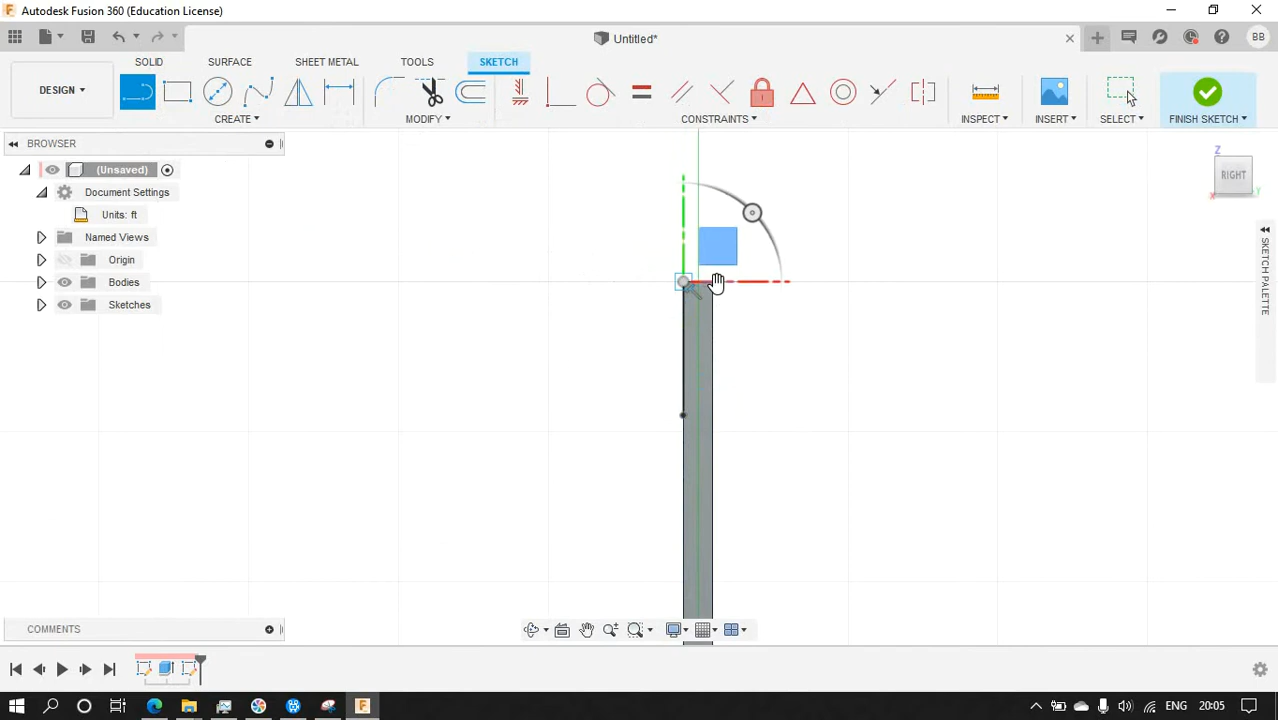 Autodesk Fusion 360 (Education License)
Untitled*
BB
SOLID
SURFACE
SHEET METAL
TOOLS
SKETCH
DESIGN
CREATE
MODIFY
CONSTRAINTS
INSPECT
INSERT
SELECT
FINISH SKETCH
BROWSER
(Unsaved)
Document Settings
Units: ft
Named Views
Origin
Bodies
Sketches
Z
RIGHT
X
Y
SKETCH PALETTE
COMMENTS
ENG
20:05